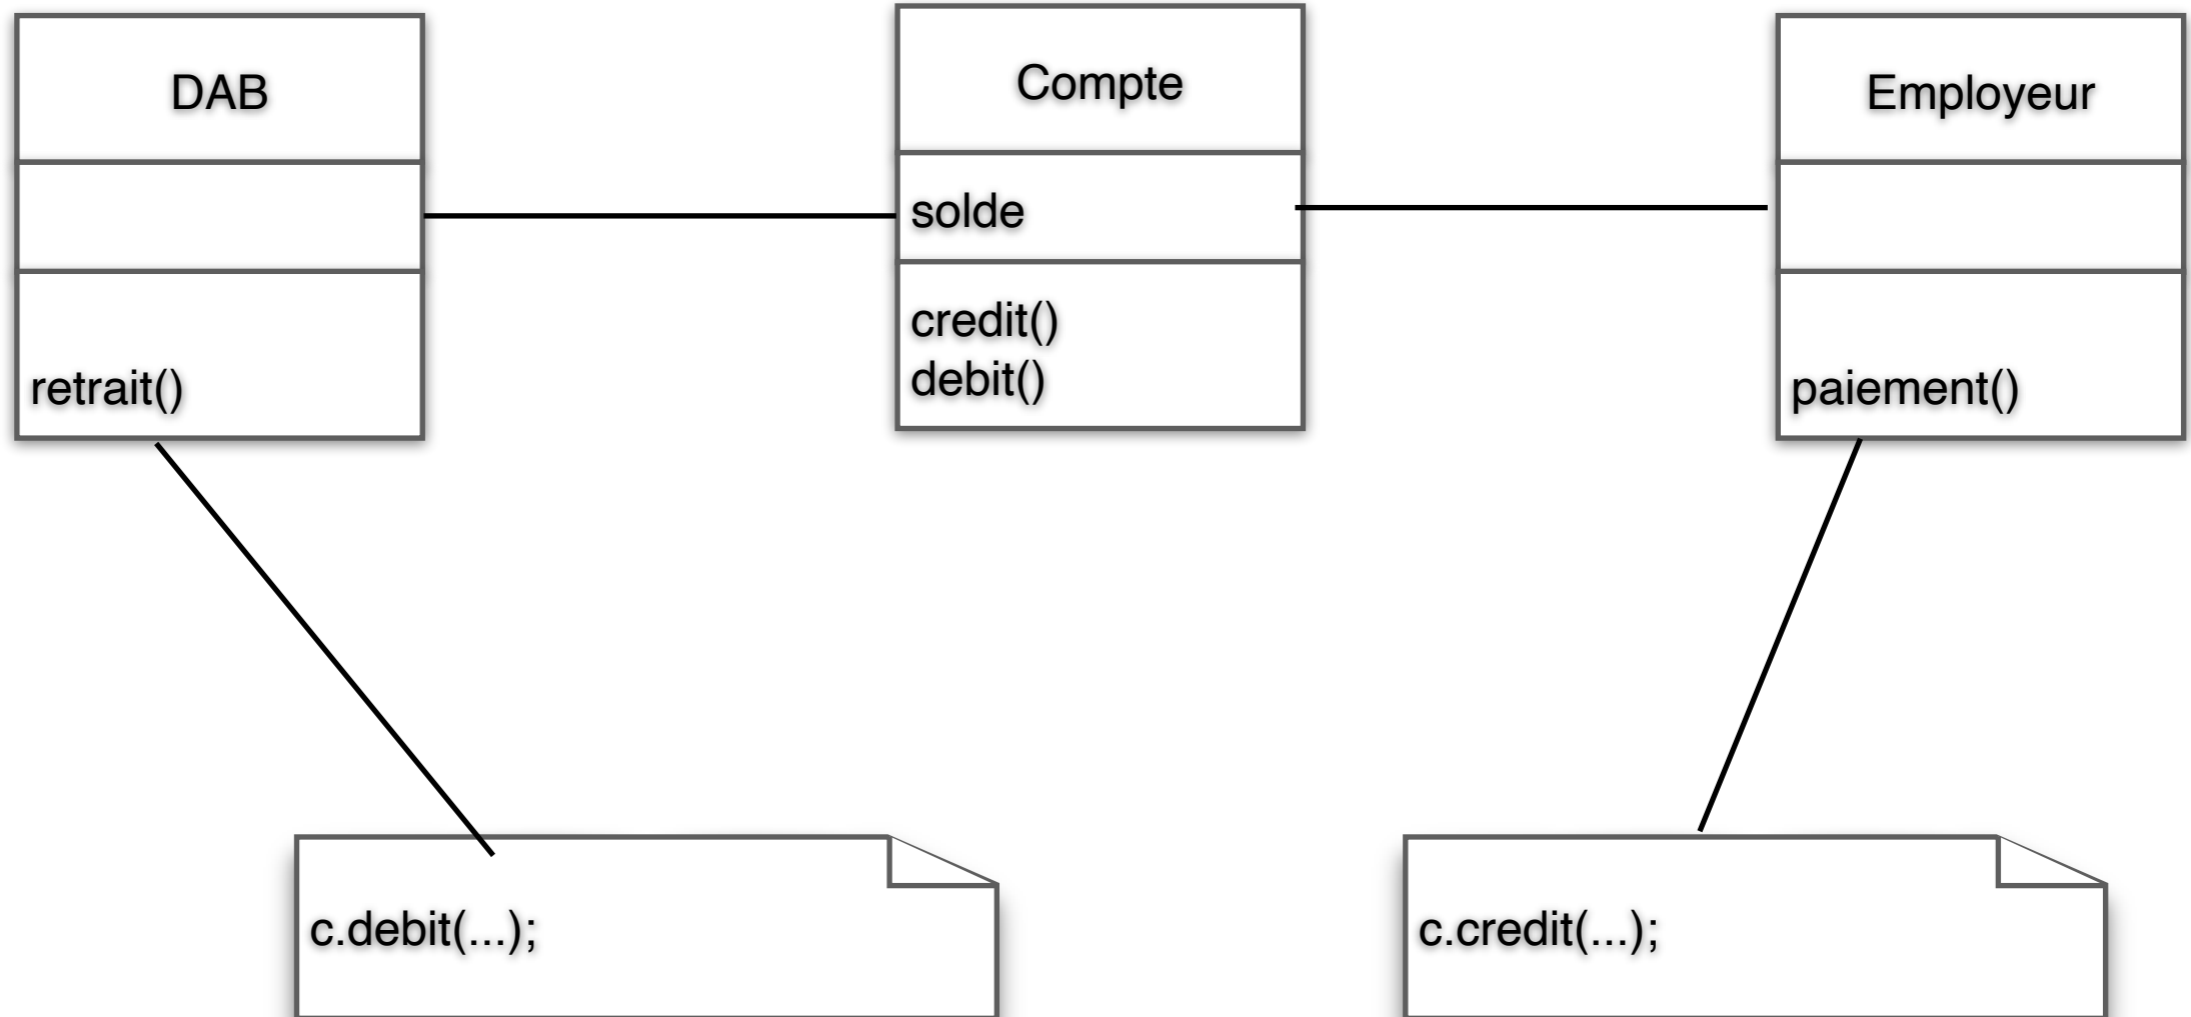 DAB
retrait()
Compte
solde
credit()
debit()
Employeur
paiement()
c.debit(...);
c.credit(...);